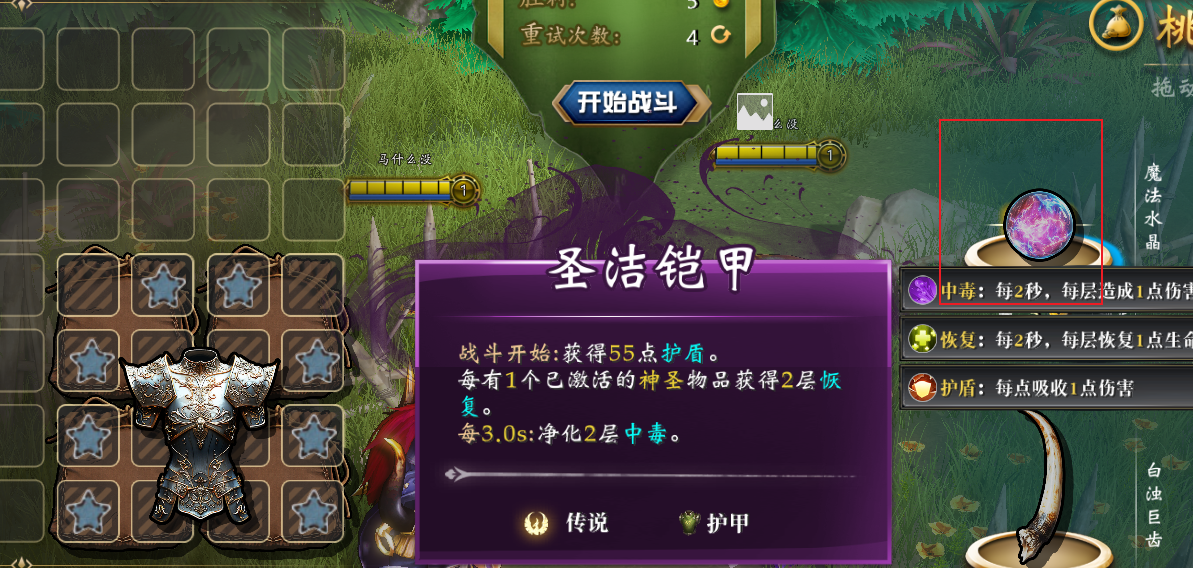 胜利: 5
重试次数: 4
开始战斗
桃
拖动
马什么没
么没
1
1
魔法水晶
圣洁铠甲
战斗开始:获得55点护盾。
每有1个已激活的神圣物品获得2层恢
复。
每3.0s:净化2层中毒。
传说 护甲
中毒: 每2秒, 每层造成1点伤害
恢复: 每2秒, 每层恢复1点生命
护盾: 每点吸收1点伤害
白浊巨齿